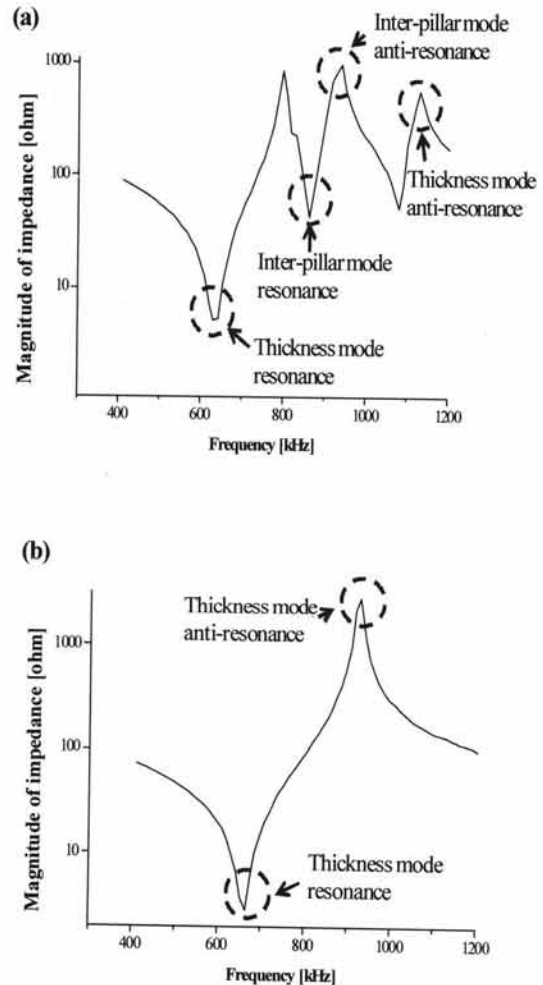 (a)
Inter-pillar mode
anti-resonance
1000
100
10
Magnitude of impedance [ohm]
Thickness mode
anti-resonance
Inter-pillar mode
resonance
Thickness mode
resonance
400
600
800
1000
1200
Frequency [kHz]
(b)
Thickness mode
anti-resonance
1000
100
10
Magnitude of impedance [ohm]
Thickness mode
resonance
400
600
800
1000
1200
Frequency [kHz]